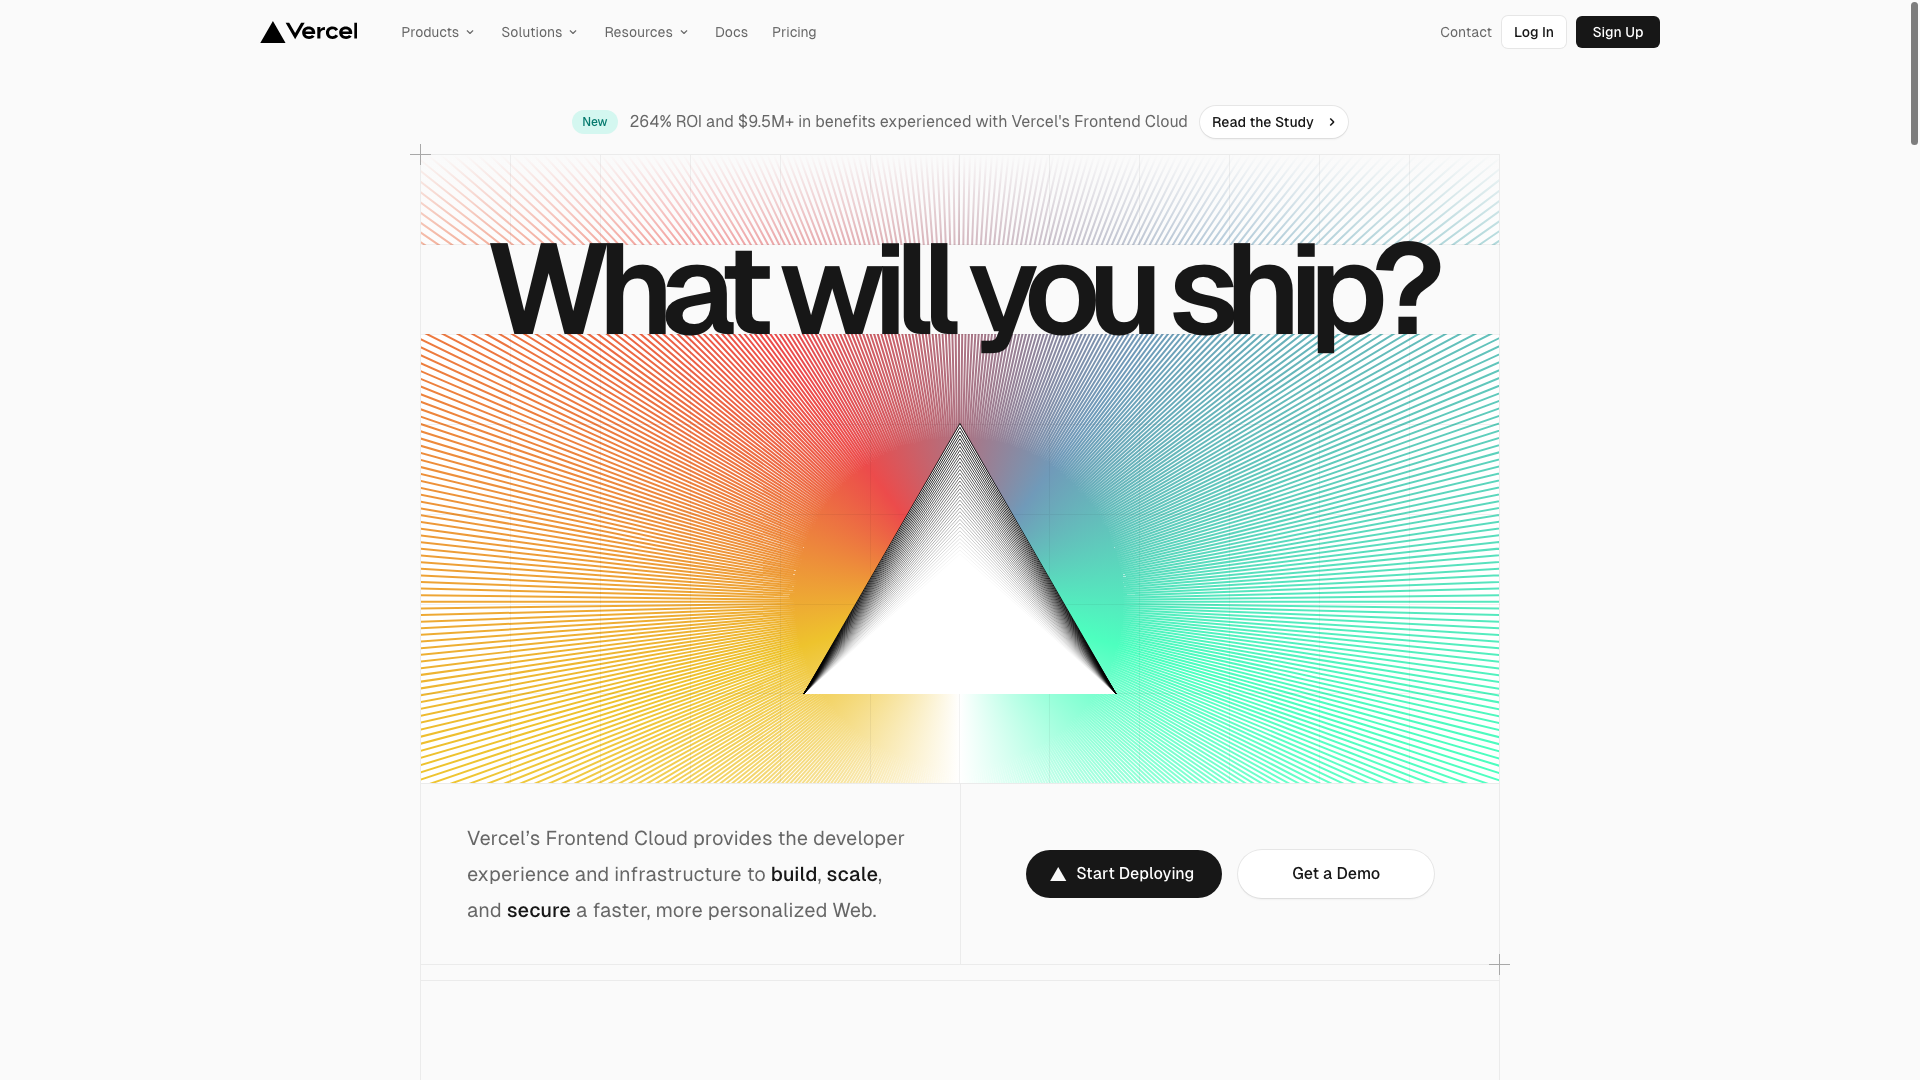 Vercel
Products
Solutions
Resources
Docs
Pricing
Contact
Log In
Sign Up
New
264% ROI and $9.5M+ in benefits experienced with Vercel's Frontend Cloud
Read the Study
What will you ship?
Vercel’s Frontend Cloud provides the developer
experience and infrastructure to build, scale,
and secure a faster, more personalized Web.
Start Deploying
Get a Demo